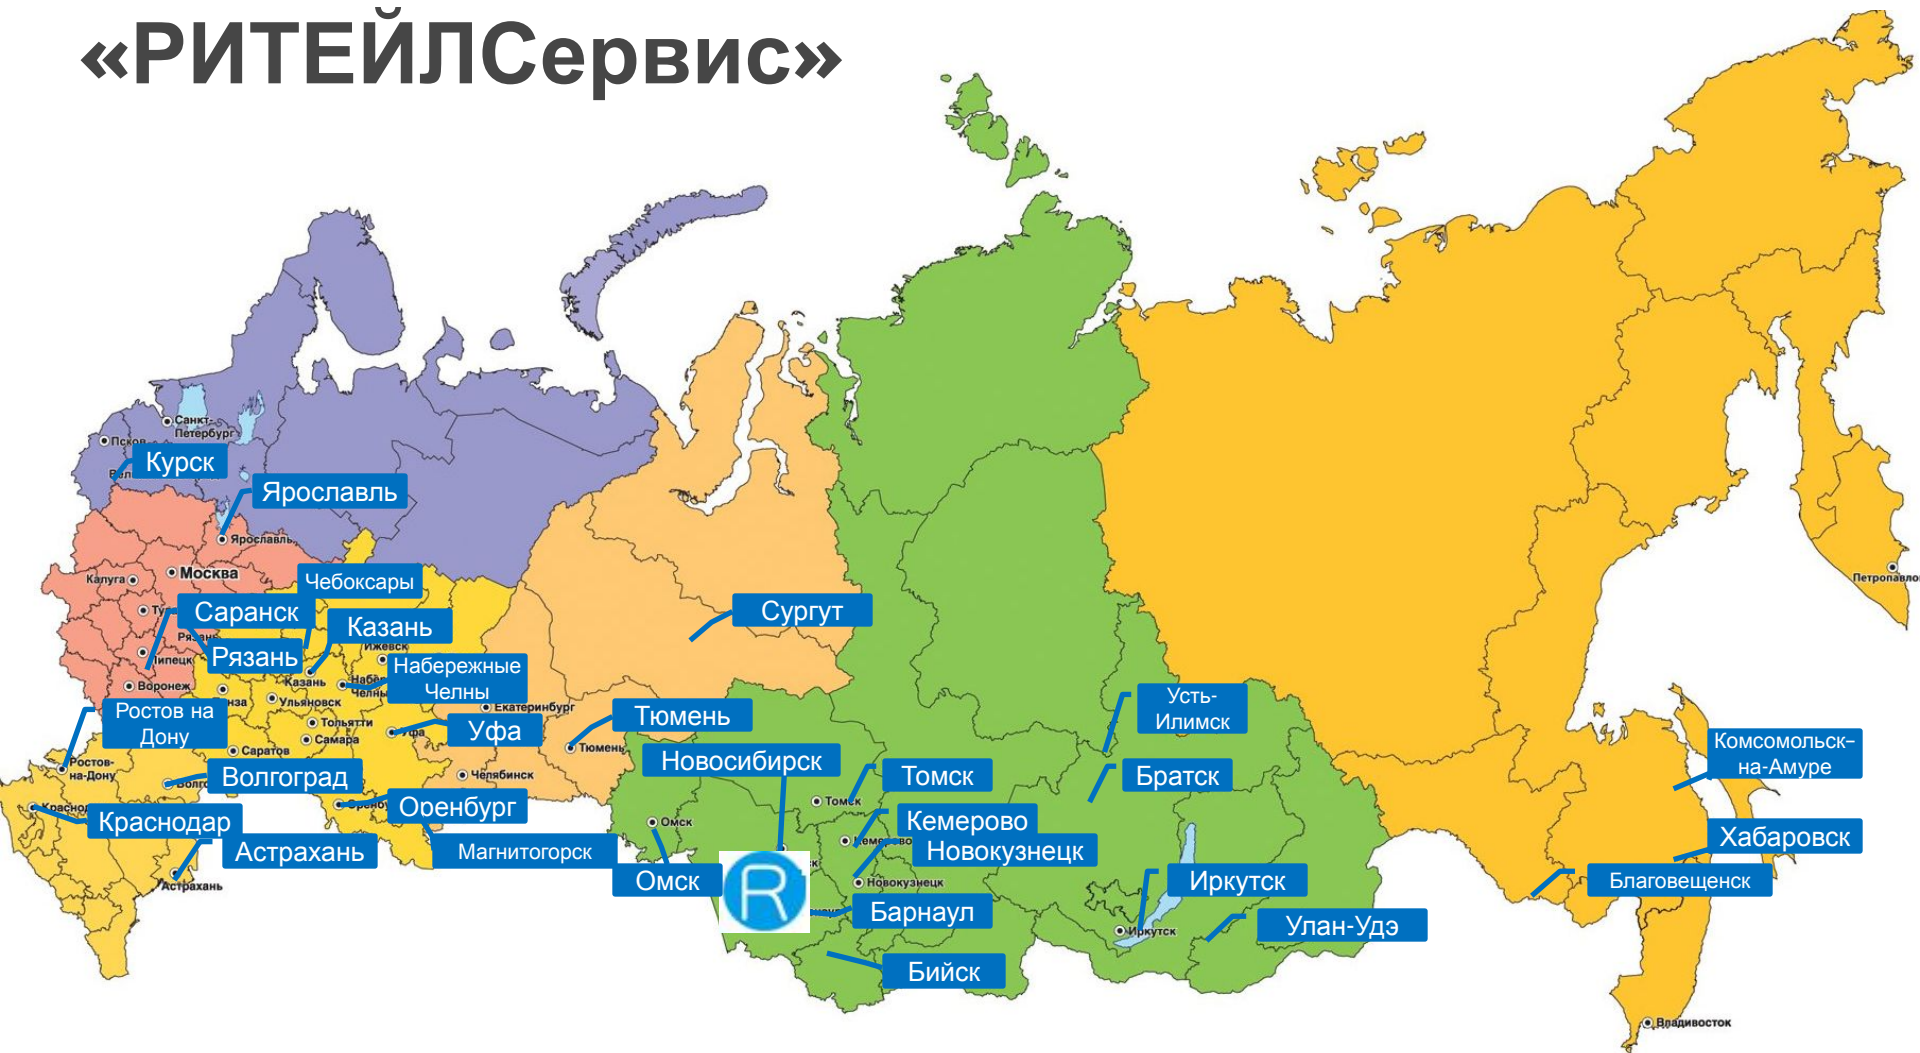 «РИТЕЙЛСервис»
Санкт-
Петербург
Псков
Курск
Ярославль
Ярославль
Москва
Калуга
Чебоксары
Саранск
Казань
Сургут
Рязань
Ижевск
Липецк
Казань
Набережные
Челны
Челны
Воронеж
Ульяновск
Екатеринбург
Усть-
Илимск
Ростов на
Дону
Тольятти
Самара
Саратов
Уфа
Тюмень
Тюмень
Новосибирск
Ростов-
на-Дону
Волгоград
Челябинск
Томск
Томск
Братск
Комсомольск–
на-Амуре
Краснодар
Оренбург
Омск
Кемерово
Хабаровск
Астрахань
Магнитогорск
Новокузнецк
Омск
R
Новокузнецк
Иркутск
Благовещенск
Астрахань
Барнаул
Иркутск
Улан-Удэ
Бийск
Владивосток